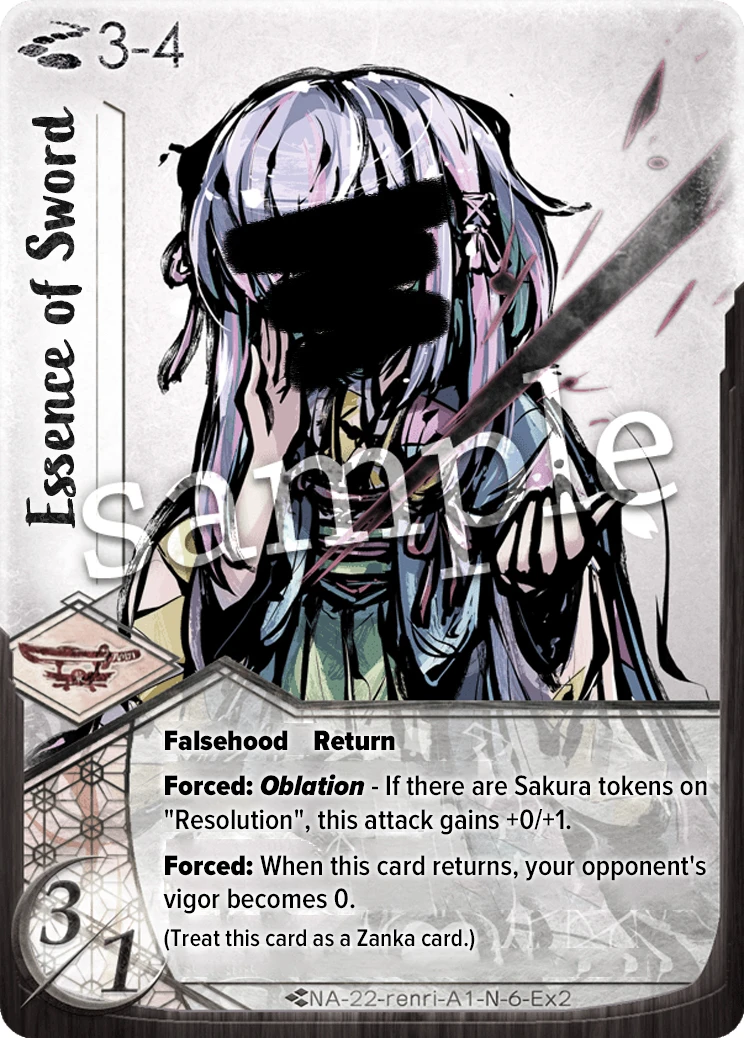 3-4
Essence of Sword
sample
Falsehood Return
Forced: Oblation - If there are Sakura tokens on
"Resolution", this attack gains +0/+1.
Forced: When this card returns, your opponent's
vigor becomes 0.
(Treat this card as a Zanka card.)
3/1
NA-22-renri-A1-N-6-Ex2